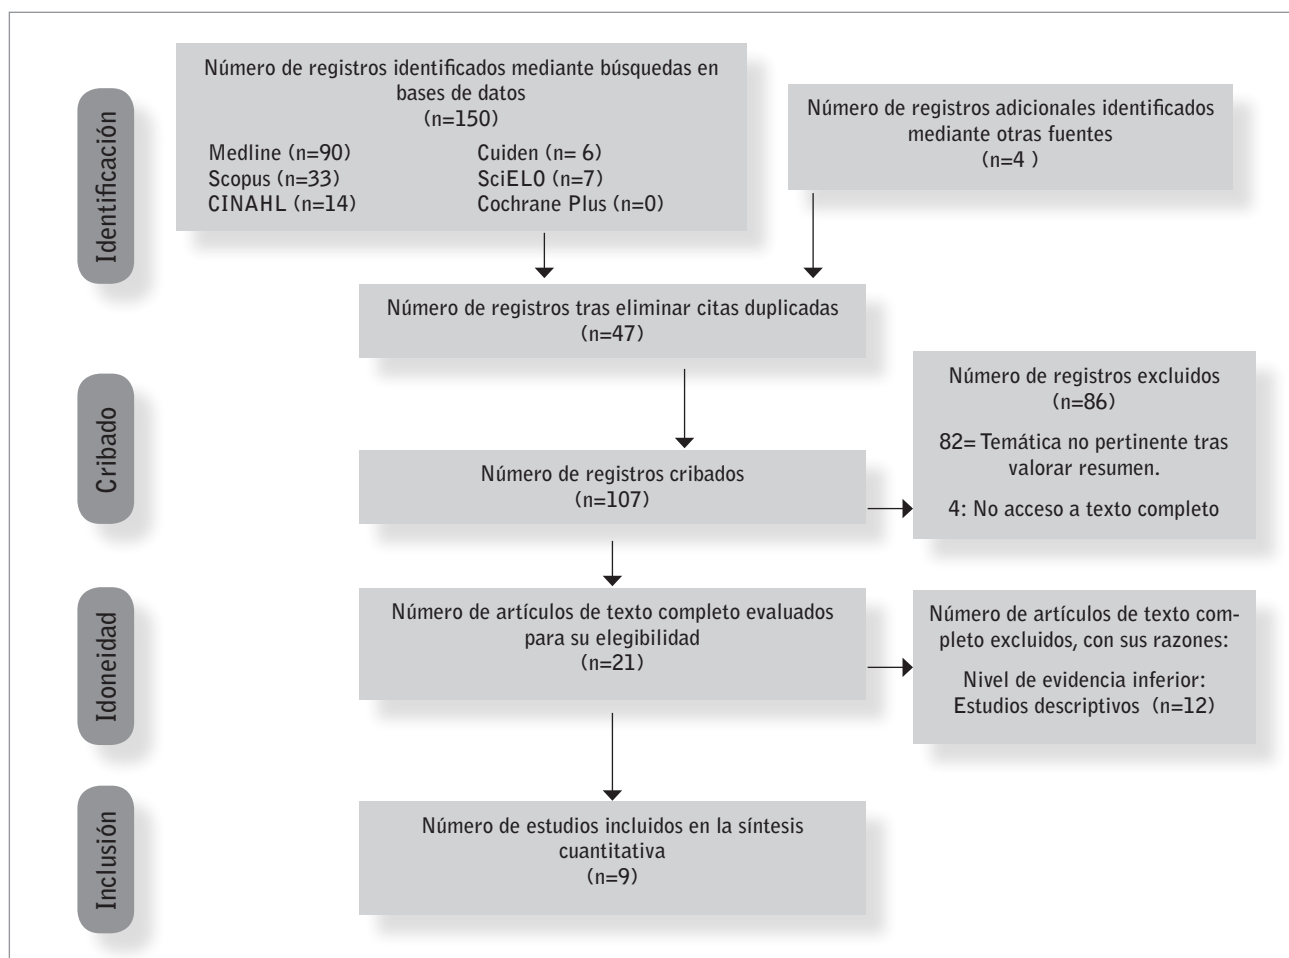 Identificación
Número de registros identificados mediante búsquedas en
bases de datos
(n=150)
Medline (n=90)
Scopus (n=33)
CINAHL (n=14)
Cuiden (n= 6)
SciELO (n=7)
Cochrane Plus (n=0)
Número de registros adicionales identificados
mediante otras fuentes
(n=4 )
Número de registros tras eliminar citas duplicadas
(n=47)
Cribado
Número de registros cribados
(n=107)
Número de registros excluidos
(n=86)
82= Temática no pertinente tras
valorar resumen.
4: No acceso a texto completo
Idoneidad
Número de artículos de texto completo evaluados
para su elegibilidad
(n=21)
Número de artículos de texto com-
pleto excluidos, con sus razones:
Nivel de evidencia inferior:
Estudios descriptivos (n=12)
Inclusión
Número de estudios incluidos en la síntesis
cuantitativa
(n=9)